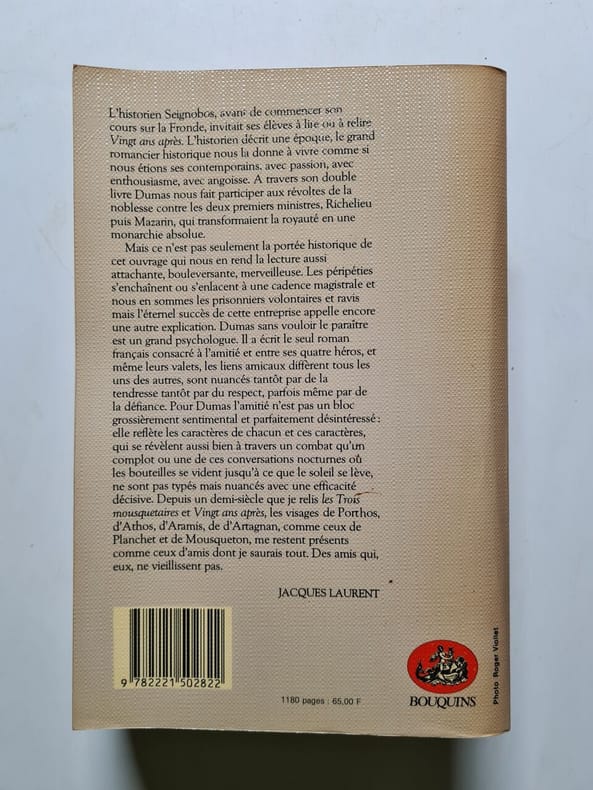 L'historien Seignobos, avant de commencer son
cours sur la Fronde, invitait ses élèves à lire ou à relire
Vingt ans après. L'historien décrit une époque, le grand
romancier historique nous la donne à vivre comme si
nous étions ses contemporains, avec passion, avec
enthousiasme, avec angoisse. A travers son double
livre Dumas nous fait participer aux révoltes de la
noblesse contre les deux premiers ministres, Richelieu
puis Mazarin, qui transformaient la royauté en une
monarchie absolue.
Mais ce n'est pas seulement la portée historique de
cet ouvrage qui nous en rend la lecture aussi
attachante, bouleversante, merveilleuse. Les péripéties
s'enchaînent ou s'enlacent à une cadence magistrale et
nous en sommes les prisonniers volontaires et ravis
mais l'éternel succès de cette entreprise appelle encore
une autre explication. Dumas sans vouloir le paraître
est un grand psychologue. Il a écrit le seul roman
français consacré à l'amitié et entre ses quatre héros, et
même leurs valets, les liens amicaux diffèrent tous les
uns des autres, sont nuancés tantôt par de la
tendresse tantôt par du respect, parfois même par de
la défiance. Pour Dumas l'amitié n'est pas un bloc
grossièrement sentimental et parfaitement désintéressé :
elle reflète les caractères de chacun et ces caractères,
qui se révèlent aussi bien à travers un combat qu'un
complot ou une de ces conversations nocturnes où
les bouteilles se vident jusqu'à ce que le soleil se lève,
ne sont pas typés mais nuancés avec une efficacité
décisive. Depuis un demi-siècle que je relis les Trois
mousquetaires et Vingt ans après, les visages de Porthos,
d'Athos, d'Aramis, de d'Artagnan, comme ceux de
Planchet et de Mousqueton, me restent présents
comme ceux d'amis dont je saurais tout. Des amis qui,
eux, ne vieillissent pas.
JACQUES LAURENT
9 782221 502822
1180 pages : 65,00 F
BOUQUINS
Photo Roger Viollet